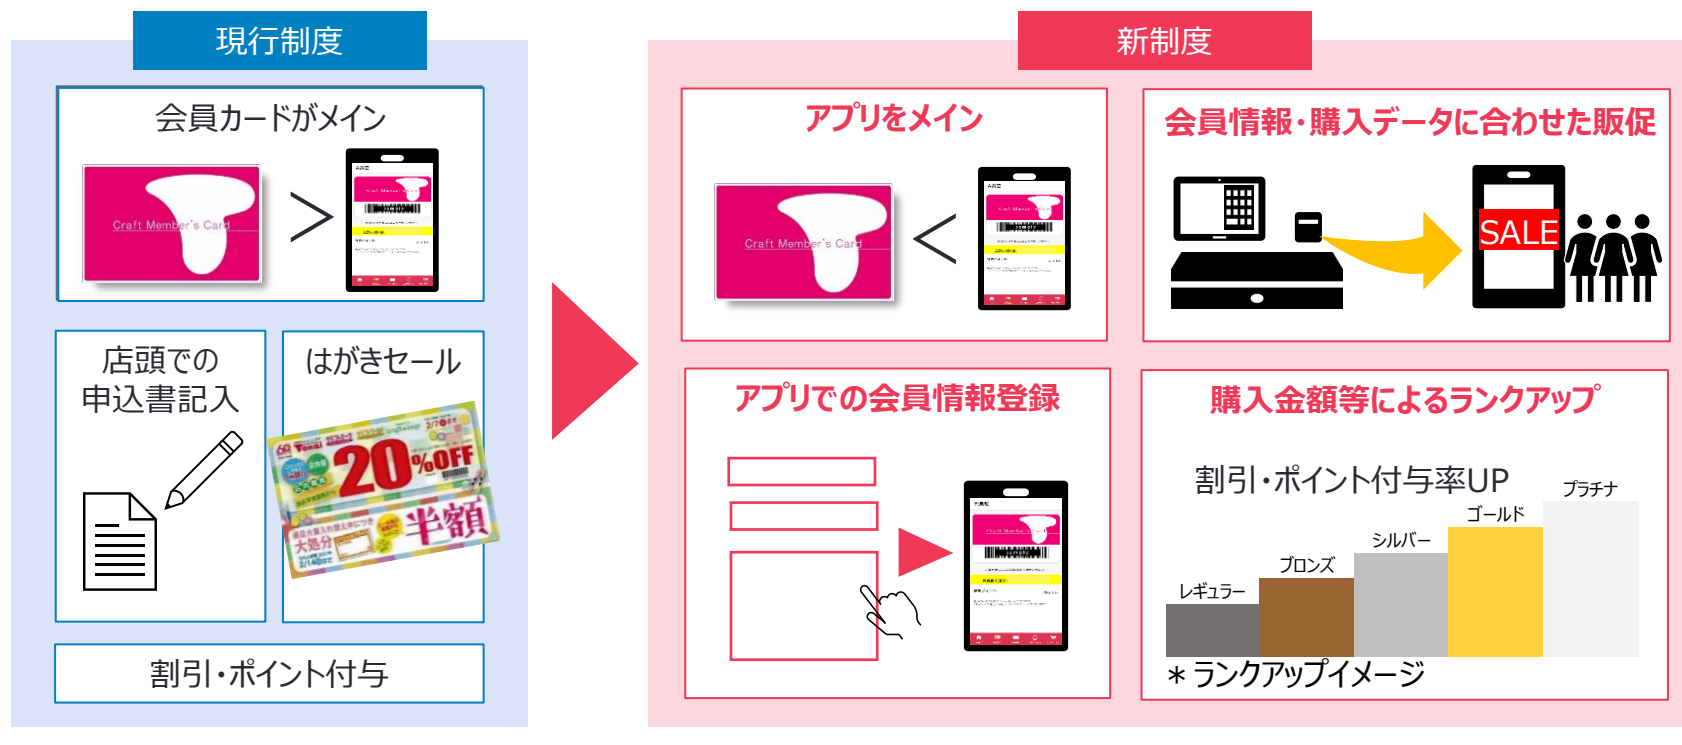 現行制度
会員カードがメイン
Craft Member's Card
>
店頭での
申込書記入
はがきセール
Tokai
2/7
20%OFF
半額
大処分
割引・ポイント付与
新制度
アプリをメイン
Craft Member's Card
<
会員情報・購入データに合わせた販促
SALE
アプリでの会員情報登録
購入金額等によるランクアップ
割引・ポイント付与率UP
レギュラー
ブロンズ
シルバー
ゴールド
プラチナ
＊ランクアップイメージ